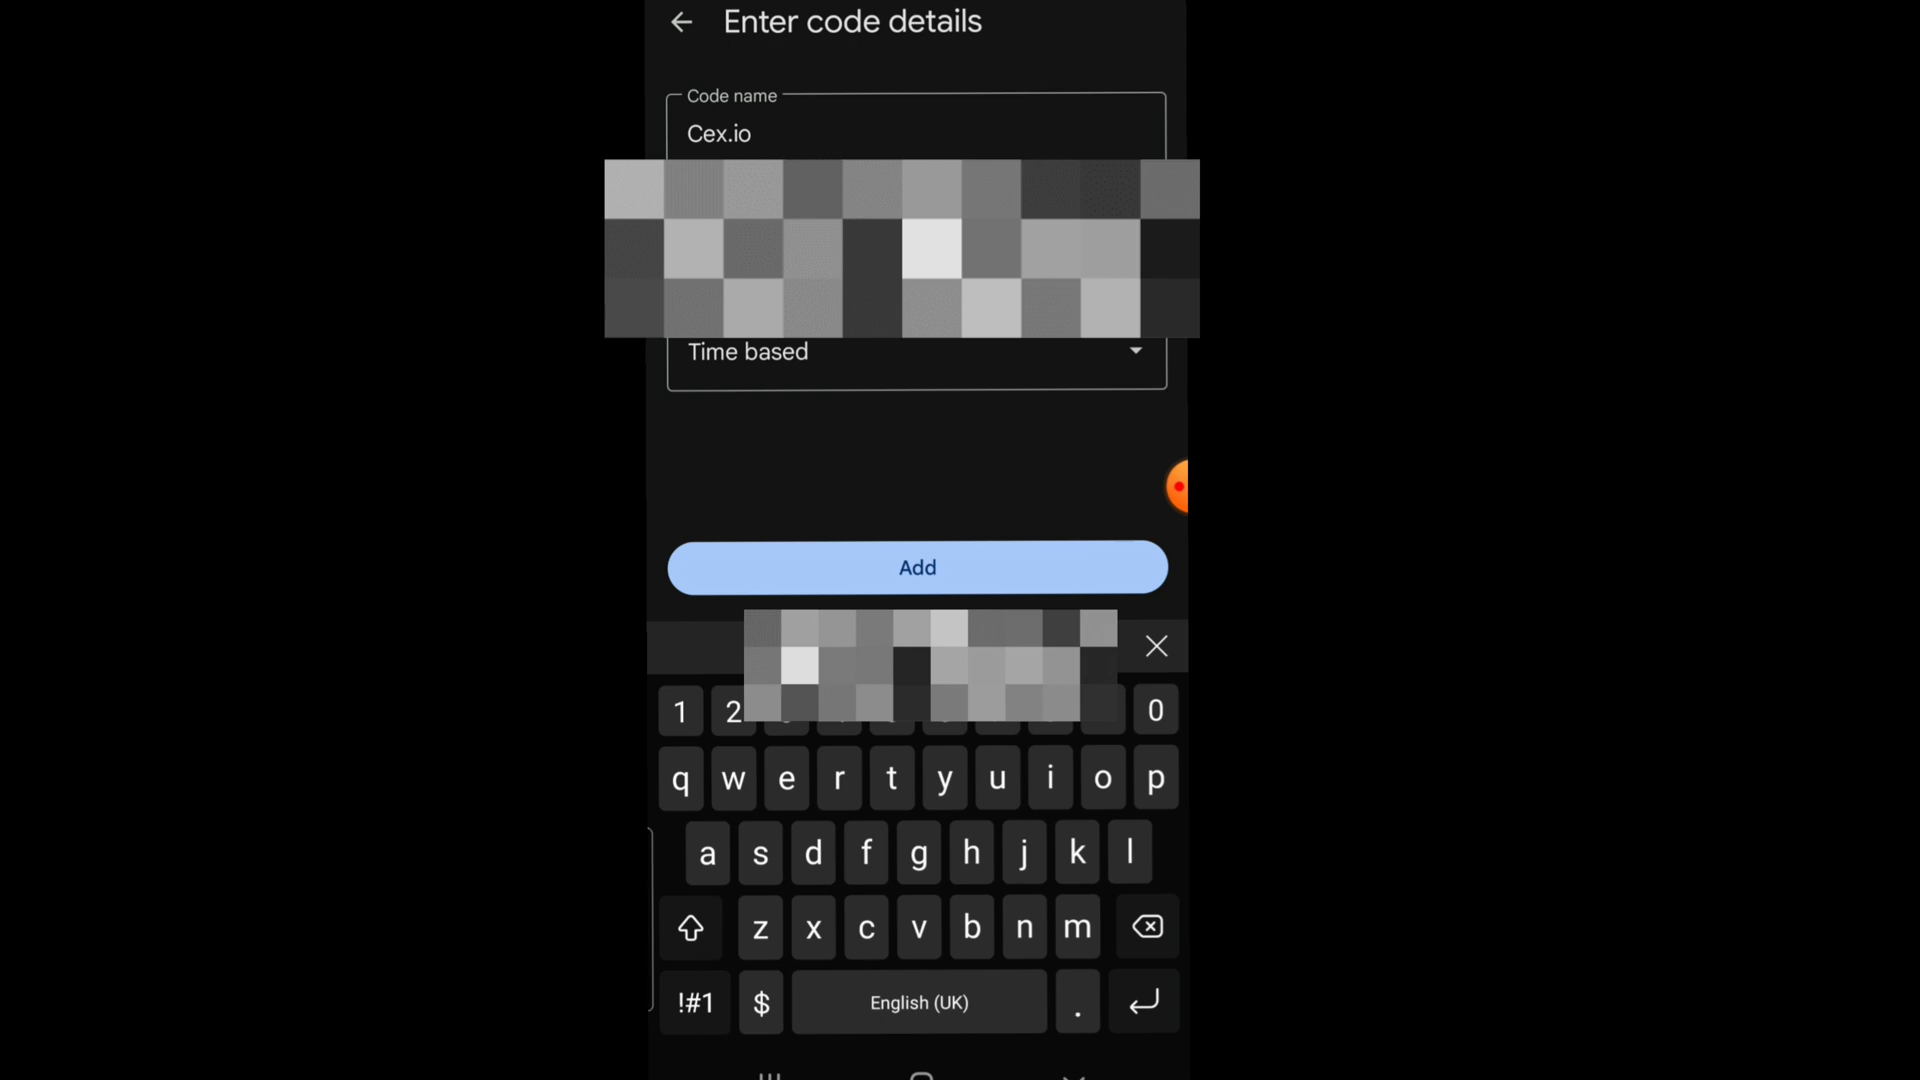 Enter code details
Code name
Cex.io
Time based
Add
1 2 0
q w e r t y u i o p
a s d f g h j k l
z x c v b n m
!#1 $ English (UK) .